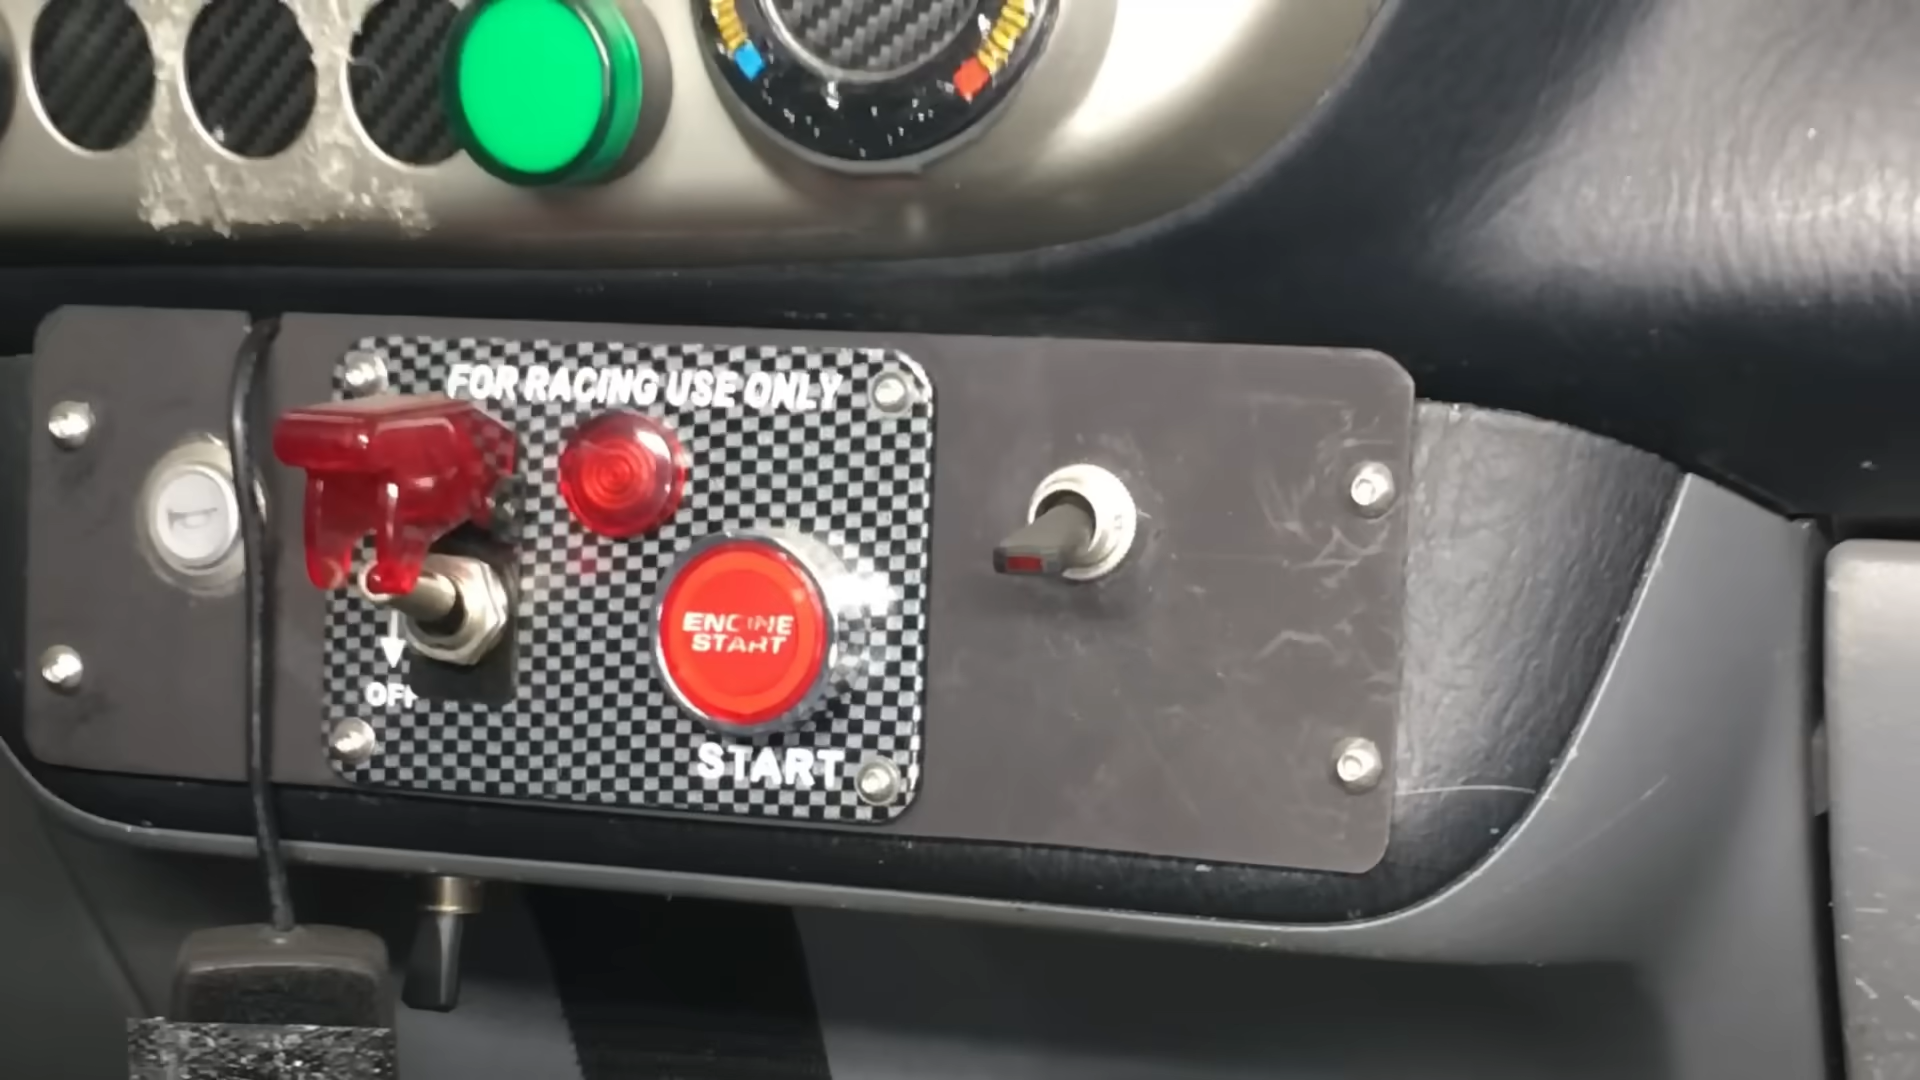 FOR RACING USE ONLY
ENGINE
START
OFF
START